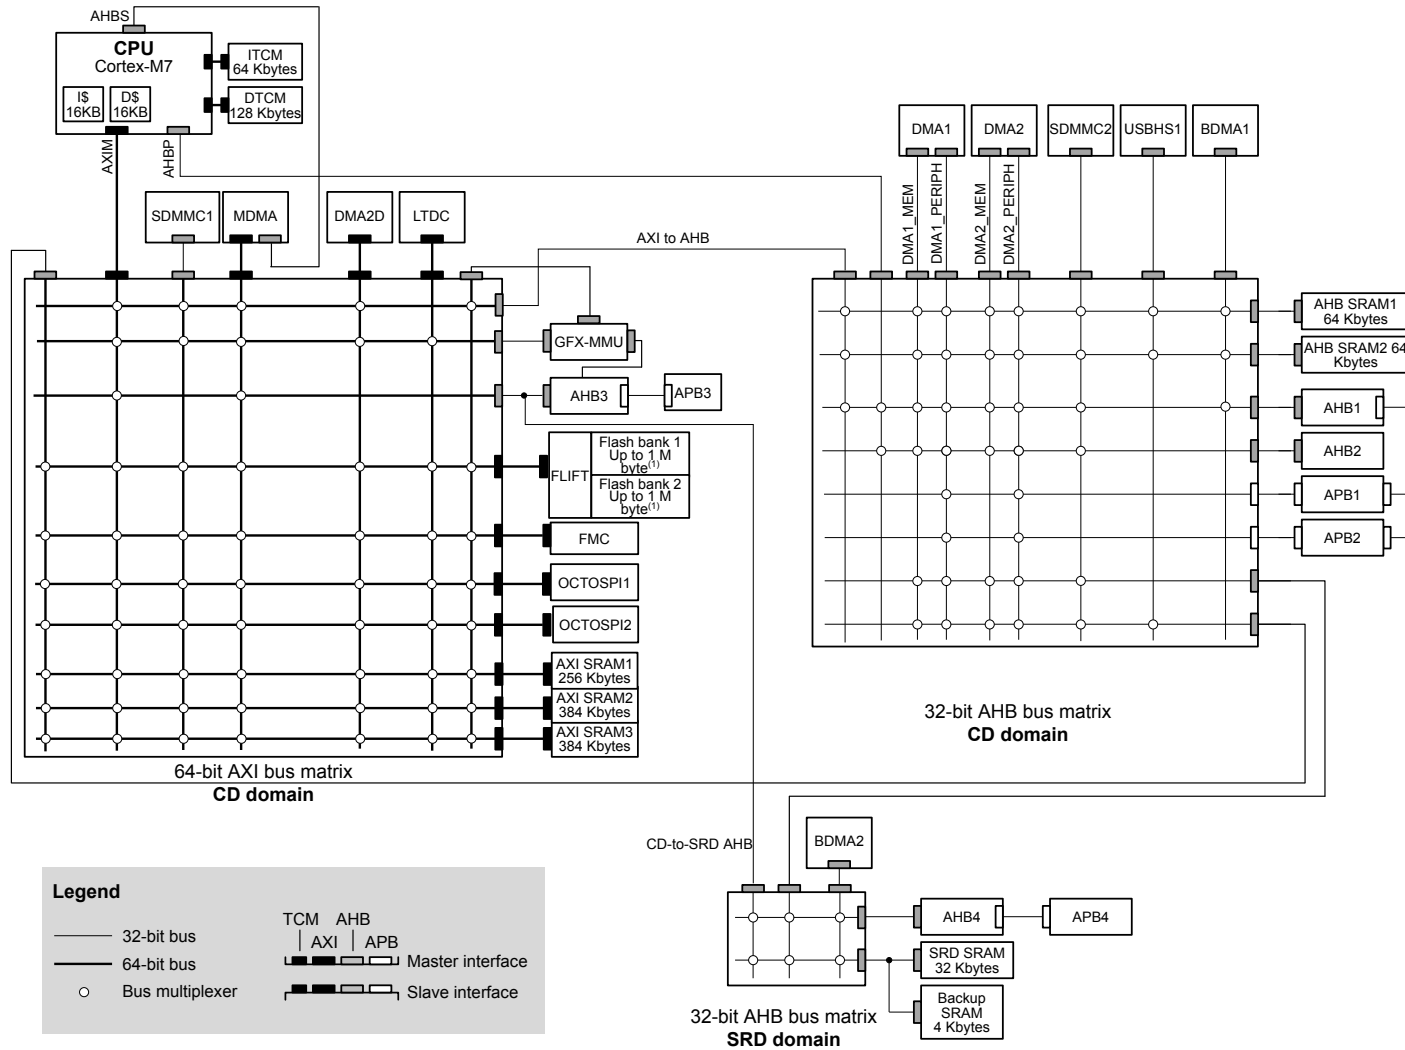 AHBS
CPU
Cortex-M7
I$
16KB
D$
16KB
ITCM
64 Kbytes
DTCM
128 Kbytes
AXIM
AHBP
SDMMC1
MDMA
DMA2D
LTDC
AXI to AHB
DMA1
DMA2
SDMMC2
USBHS1
BDMA1
DMA1_MEM
DMA1_PERIPH
DMA2_MEM
DMA2_PERIPH
GFX-MMU
AHB3
APB3
FLIFT
Flash bank 1
Up to 1 M
byte(1)
Flash bank 2
Up to 1 M
byte(1)
FMC
OCTOSPI1
OCTOSPI2
AXI SRAM1
256 Kbytes
AXI SRAM2
384 Kbytes
AXI SRAM3
384 Kbytes
64-bit AXI bus matrix
CD domain
AHB SRAM1
64 Kbytes
AHB SRAM2 64
Kbytes
AHB1
AHB2
APB1
APB2
32-bit AHB bus matrix
CD domain
CD-to-SRD AHB
BDMA2
AHB4
APB4
SRD SRAM
32 Kbytes
Backup
SRAM
4 Kbytes
32-bit AHB bus matrix
SRD domain
Legend
32-bit bus
64-bit bus
Bus multiplexer
TCM
AHB
AXI
APB
Master interface
Slave interface